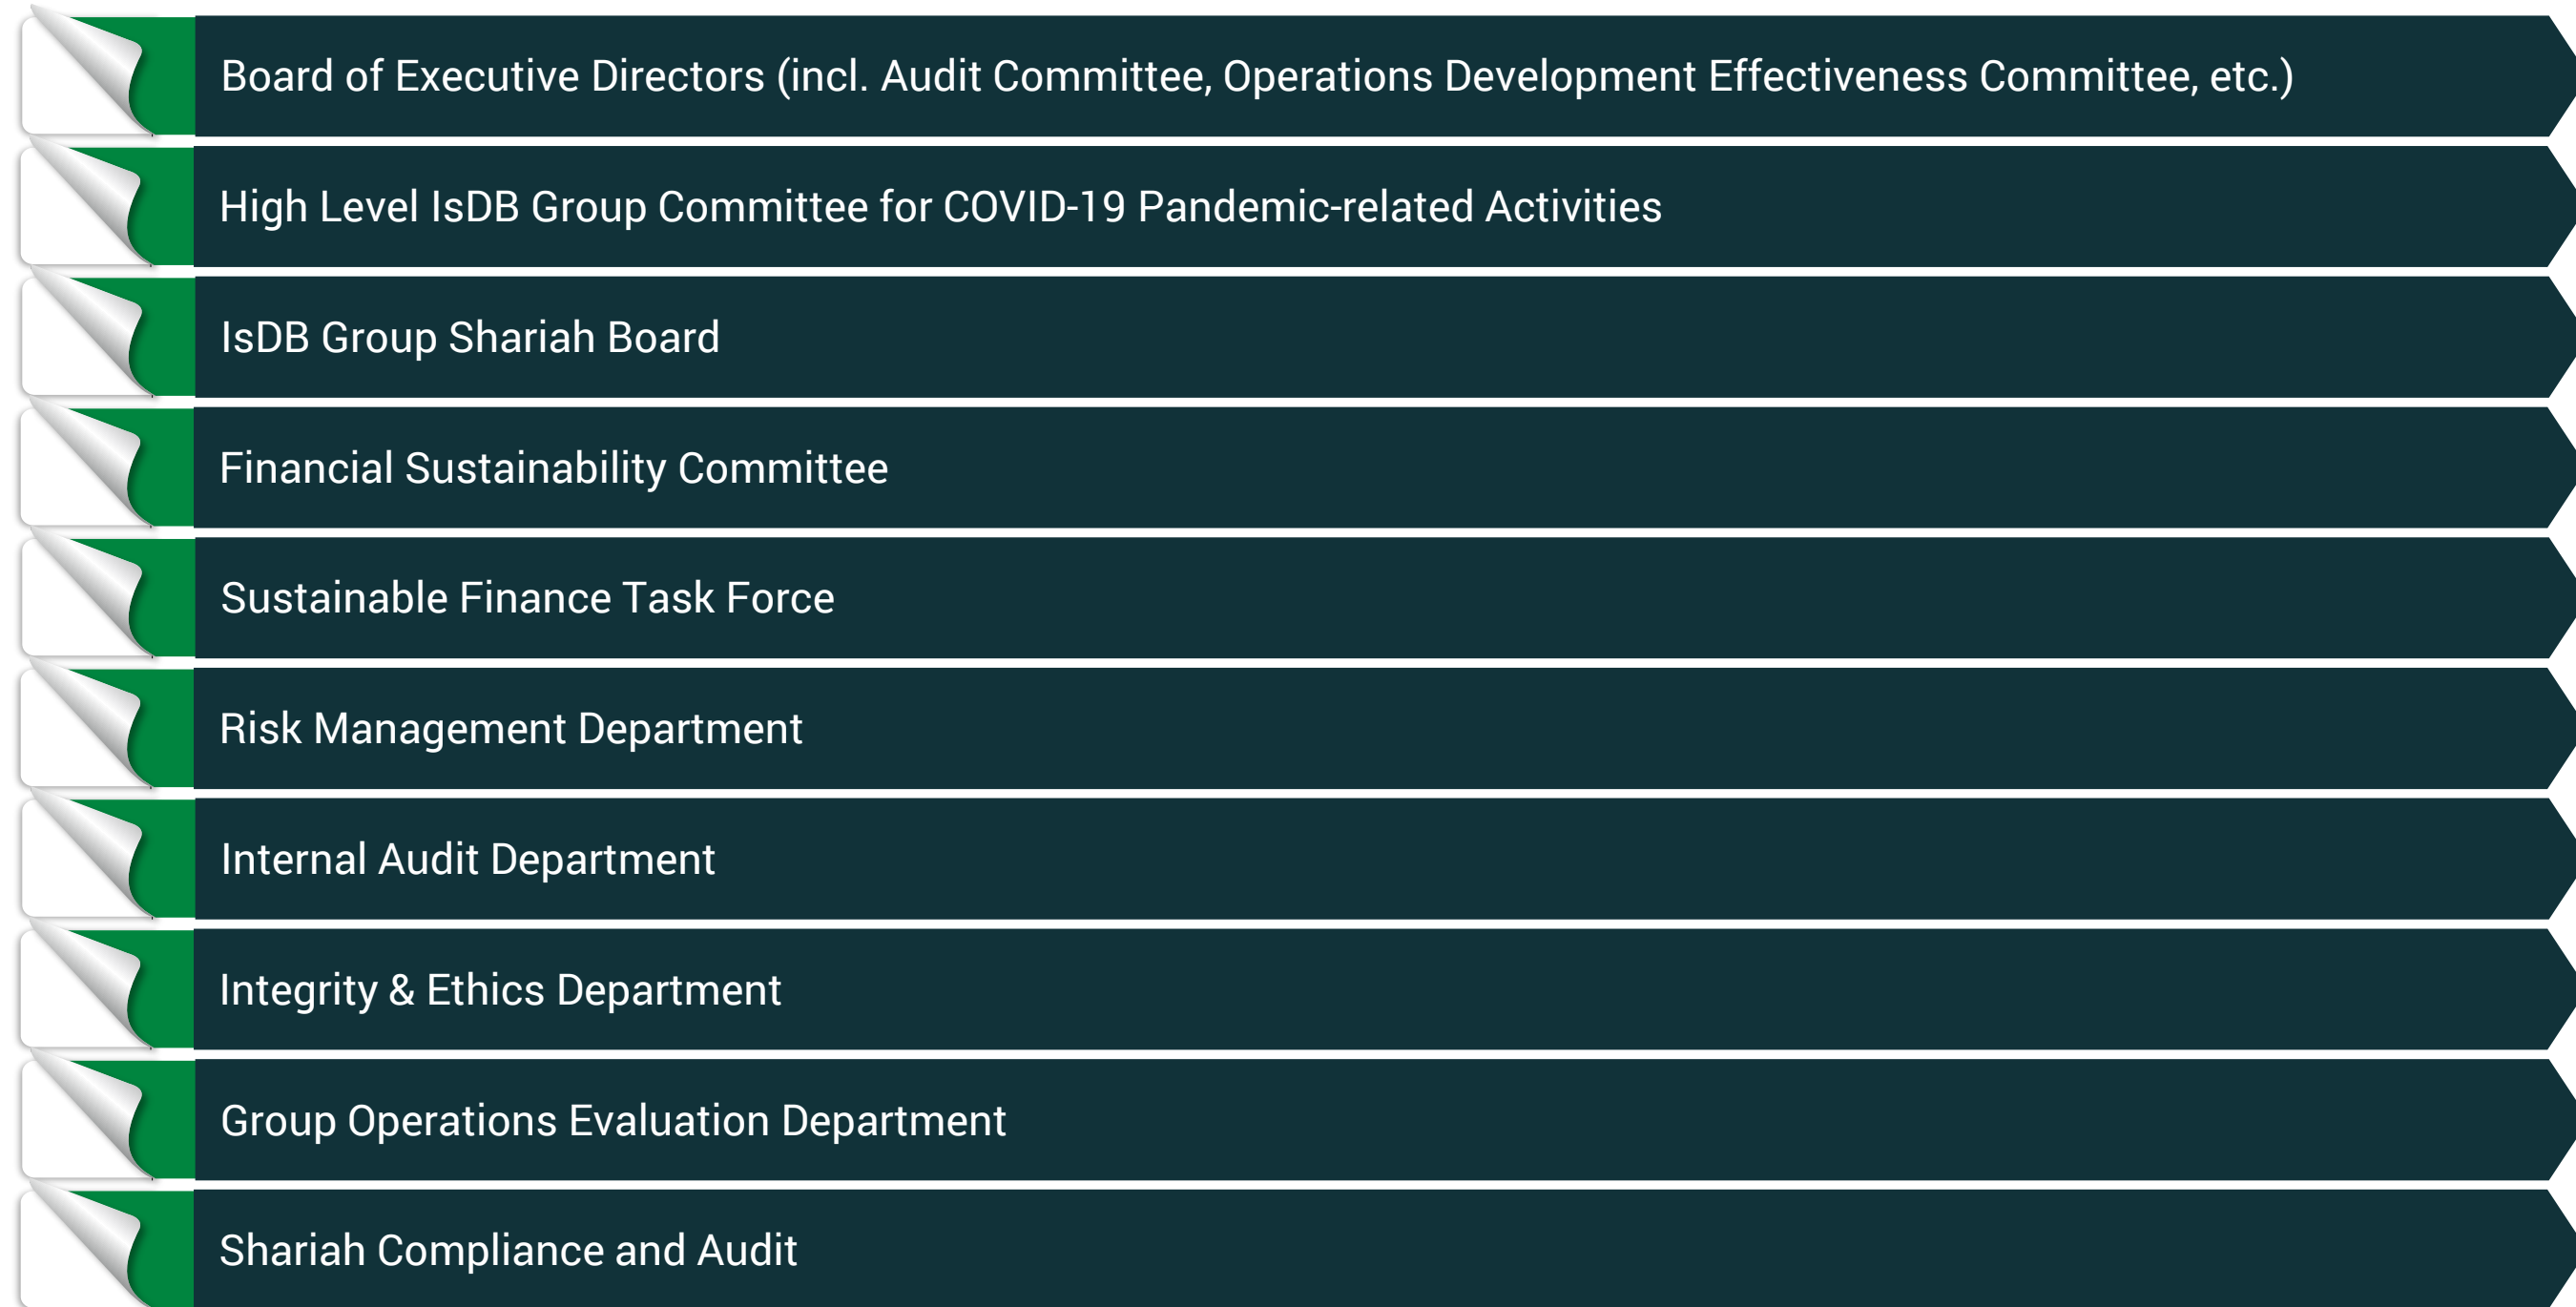 Board of Executive Directors (incl. Audit Committee, Operations Development Effectiveness Committee, etc.)
High Level IsDB Group Committee for COVID-19 Pandemic-related Activities
IsDB Group Shariah Board
Financial Sustainability Committee
Sustainable Finance Task Force
Risk Management Department
Internal Audit Department
Integrity & Ethics Department
Group Operations Evaluation Department
Shariah Compliance and Audit